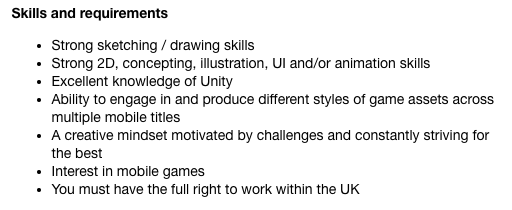 Skills and requirements
• Strong sketching / drawing skills
• Strong 2D, concepting, illustration, UI and/or animation skills
• Excellent knowledge of Unity
• Ability to engage in and produce different styles of game assets across
multiple mobile titles
• A creative mindset motivated by challenges and constantly striving for
the best
• Interest in mobile games
• You must have the full right to work within the UK